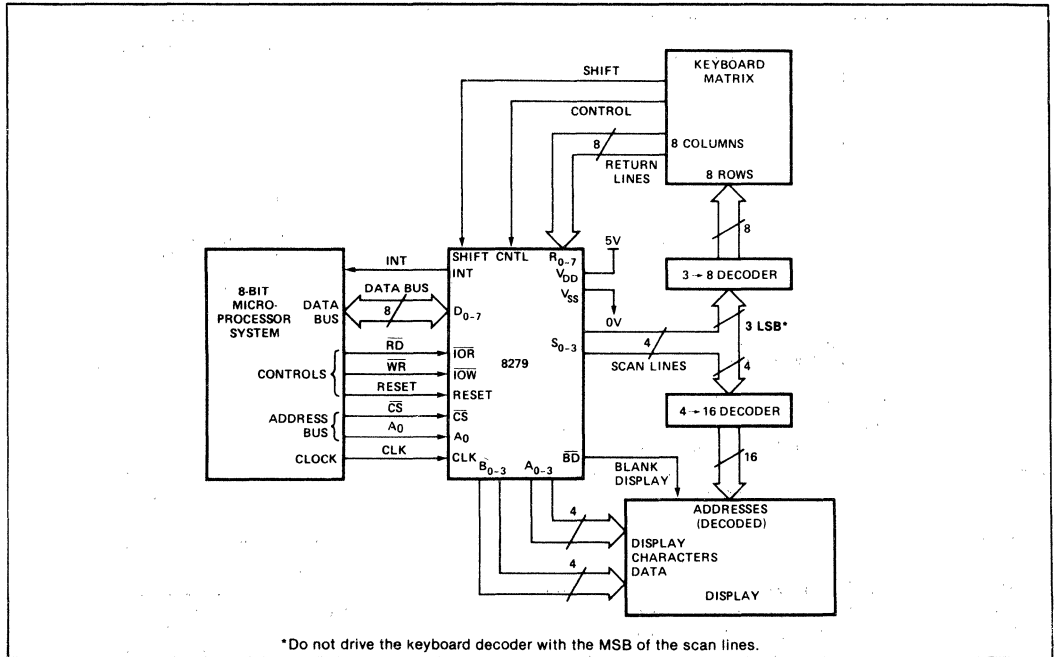 KEYBOARD
MATRIX
SHIFT
CONTROL
8
8 COLUMNS
RETURN
LINES
8 ROWS
8
5V
3 → 8 DECODER
SHIFT CNTL R0-7
INT
INT
VDD
8-BIT
MICRO-
PROCESSOR
SYSTEM
DATA
BUS
DATA BUS
8
D0-7
VSS
0V
3 LSB*
S0-3
4
SCAN LINES
4
CONTROLS
RD
IOR
8279
WR
IOW
RESET
RESET
4 → 16 DECODER
ADDRESS
BUS
CS
CS
A0
A0
16
CLOCK
CLK
CLK
B0-3 A0-3
BD
BLANK
DISPLAY
ADDRESSES
(DECODED)
4
DISPLAY
CHARACTERS
DATA
4
DISPLAY
*Do not drive the keyboard decoder with the MSB of the scan lines.